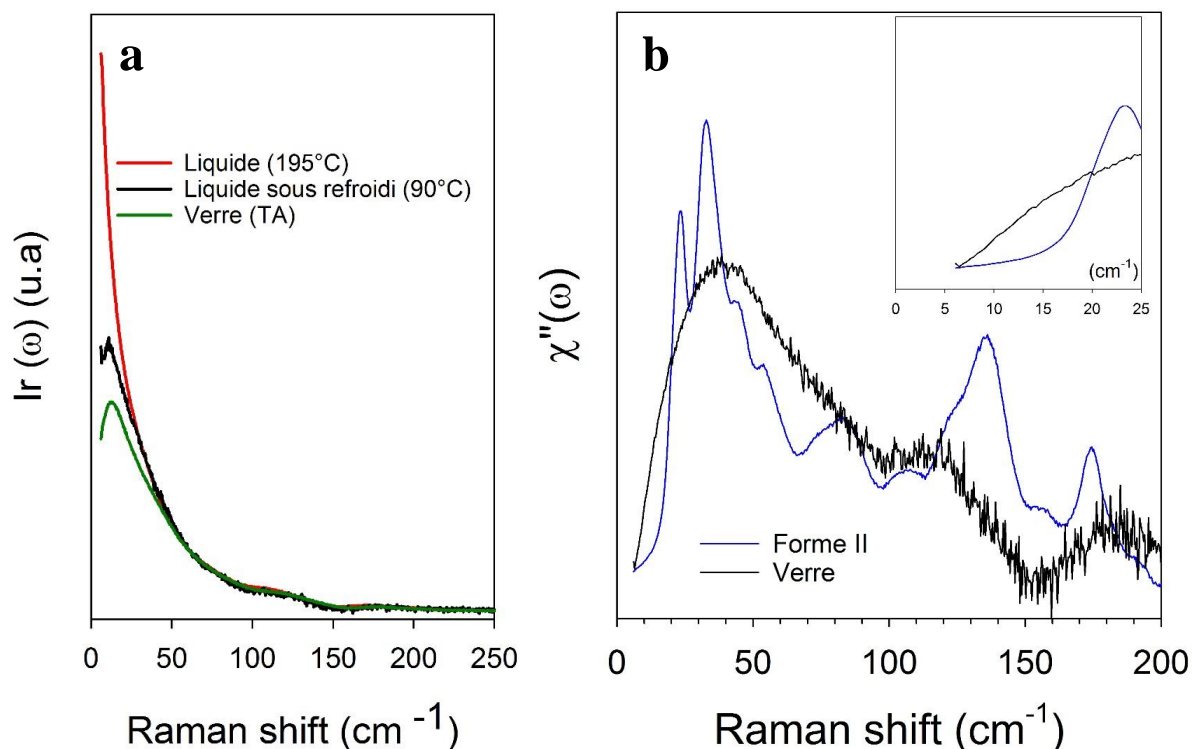 a
Liquide (195°C)
Liquide sous refroidi (90°C)
Verre (TA)
Ir (ω) (u.a)
0 50 100 150 200 250
Raman shift (cm⁻¹)
b
(cm⁻¹)
0 5 10 15 20 25
χ''(ω)
Forme II
Verre
0 50 100 150 200
Raman shift (cm⁻¹)